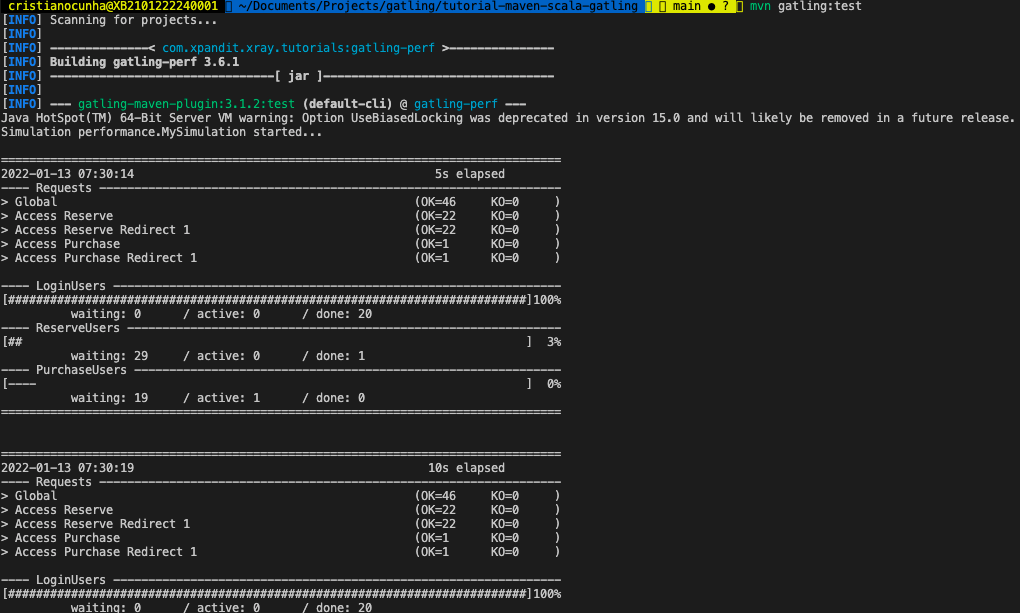 cristianocunha@XB2101222240001 ~/Documents/Projects/gatling/tutorial-maven-scala-gatling main ● ? mvn gatling:test
[INFO] Scanning for projects...
[INFO]
[INFO] --------------< com.xpandit.xray.tutorials:gatling-perf >---------------
[INFO] Building gatling-perf 3.6.1
[INFO] --------------------------------[ jar ]---------------------------------
[INFO]
[INFO] --- gatling-maven-plugin:3.1.2:test (default-cli) @ gatling-perf ---
Java HotSpot(TM) 64-Bit Server VM warning: Option UseBiasedLocking was deprecated in version 15.0 and will likely be removed in a future release.
Simulation performance.MySimulation started...
================================================================================
2022-01-13 07:30:14 5s elapsed
---- Requests ------------------------------------------------------------------
> Global (OK=46 KO=0 )
> Access Reserve (OK=22 KO=0 )
> Access Reserve Redirect 1 (OK=22 KO=0 )
> Access Purchase (OK=1 KO=0 )
> Access Purchase Redirect 1 (OK=1 KO=0 )
---- LoginUsers ----------------------------------------------------------------
[##########################################################################]100%
waiting: 0 / active: 0 / done: 20
---- ReserveUsers --------------------------------------------------------------
[## ] 3%
waiting: 29 / active: 0 / done: 1
---- PurchaseUsers -------------------------------------------------------------
[---- ] 0%
waiting: 19 / active: 1 / done: 0
================================================================================
================================================================================
2022-01-13 07:30:19 10s elapsed
---- Requests ------------------------------------------------------------------
> Global (OK=46 KO=0 )
> Access Reserve (OK=22 KO=0 )
> Access Reserve Redirect 1 (OK=22 KO=0 )
> Access Purchase (OK=1 KO=0 )
> Access Purchase Redirect 1 (OK=1 KO=0 )
---- LoginUsers ----------------------------------------------------------------
[##########################################################################]100%
waiting: 0 / active: 0 / done: 20